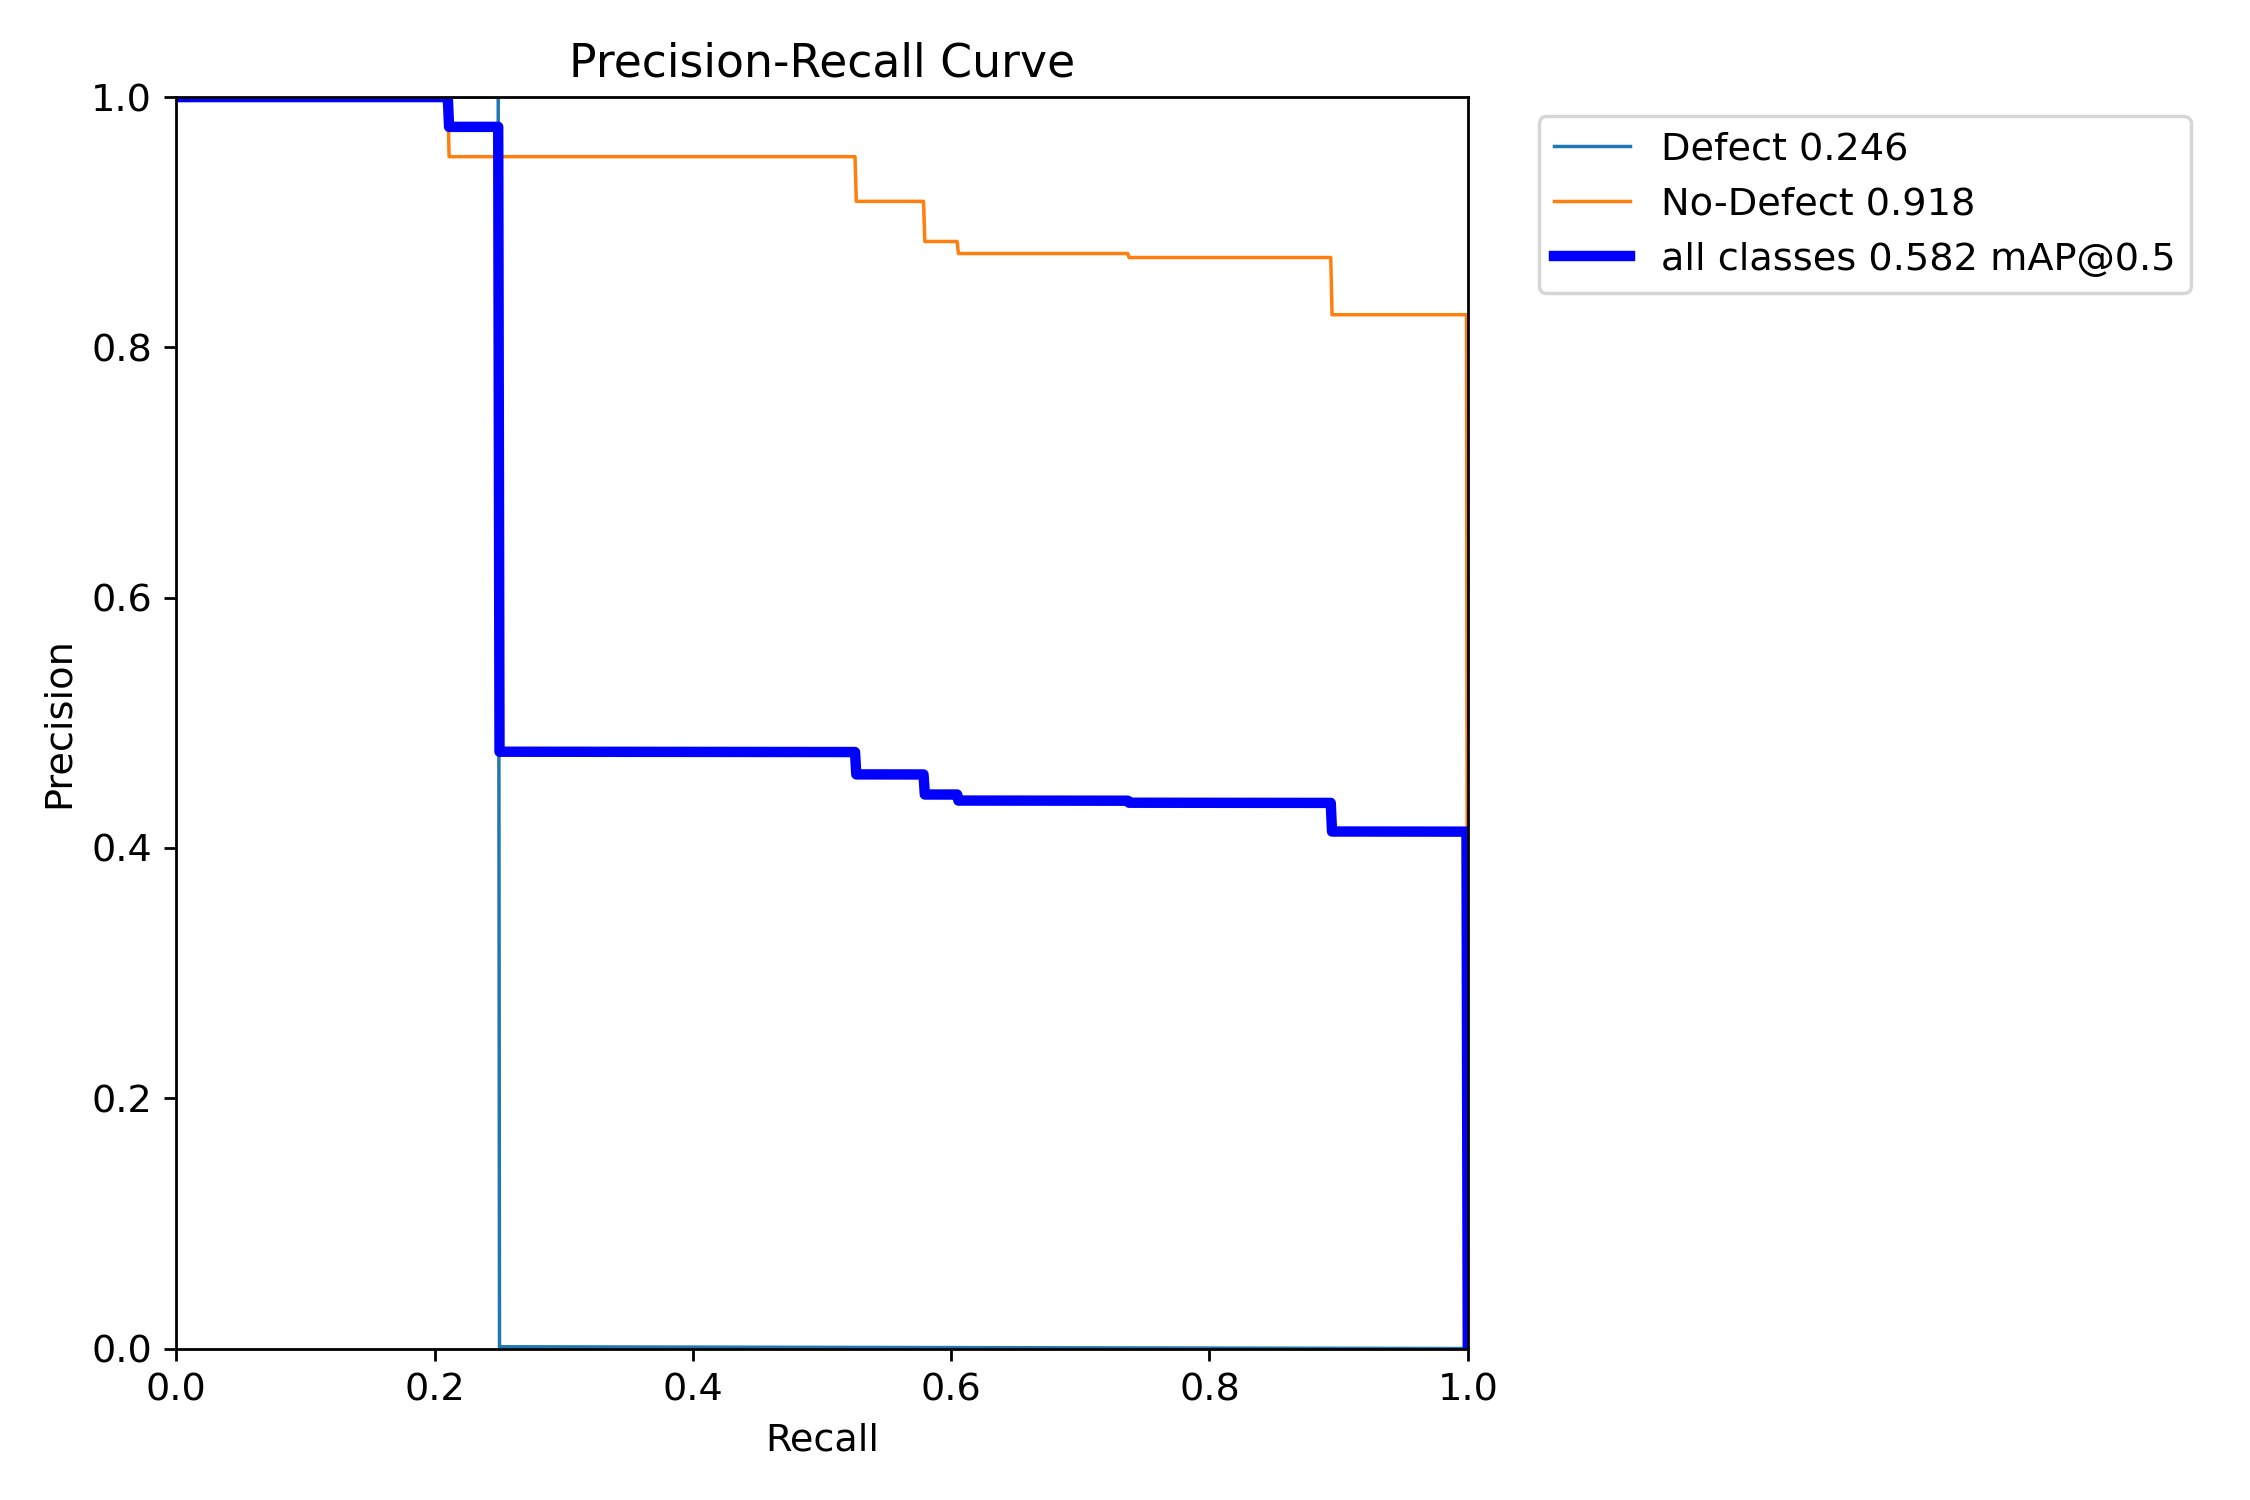 Precision-Recall Curve
1.0
0.8
0.6
0.4
0.2
0.0
Precision
0.0 0.2 0.4 0.6 0.8 1.0
Recall
Defect 0.246
No-Defect 0.918
all classes 0.582 mAP@0.5